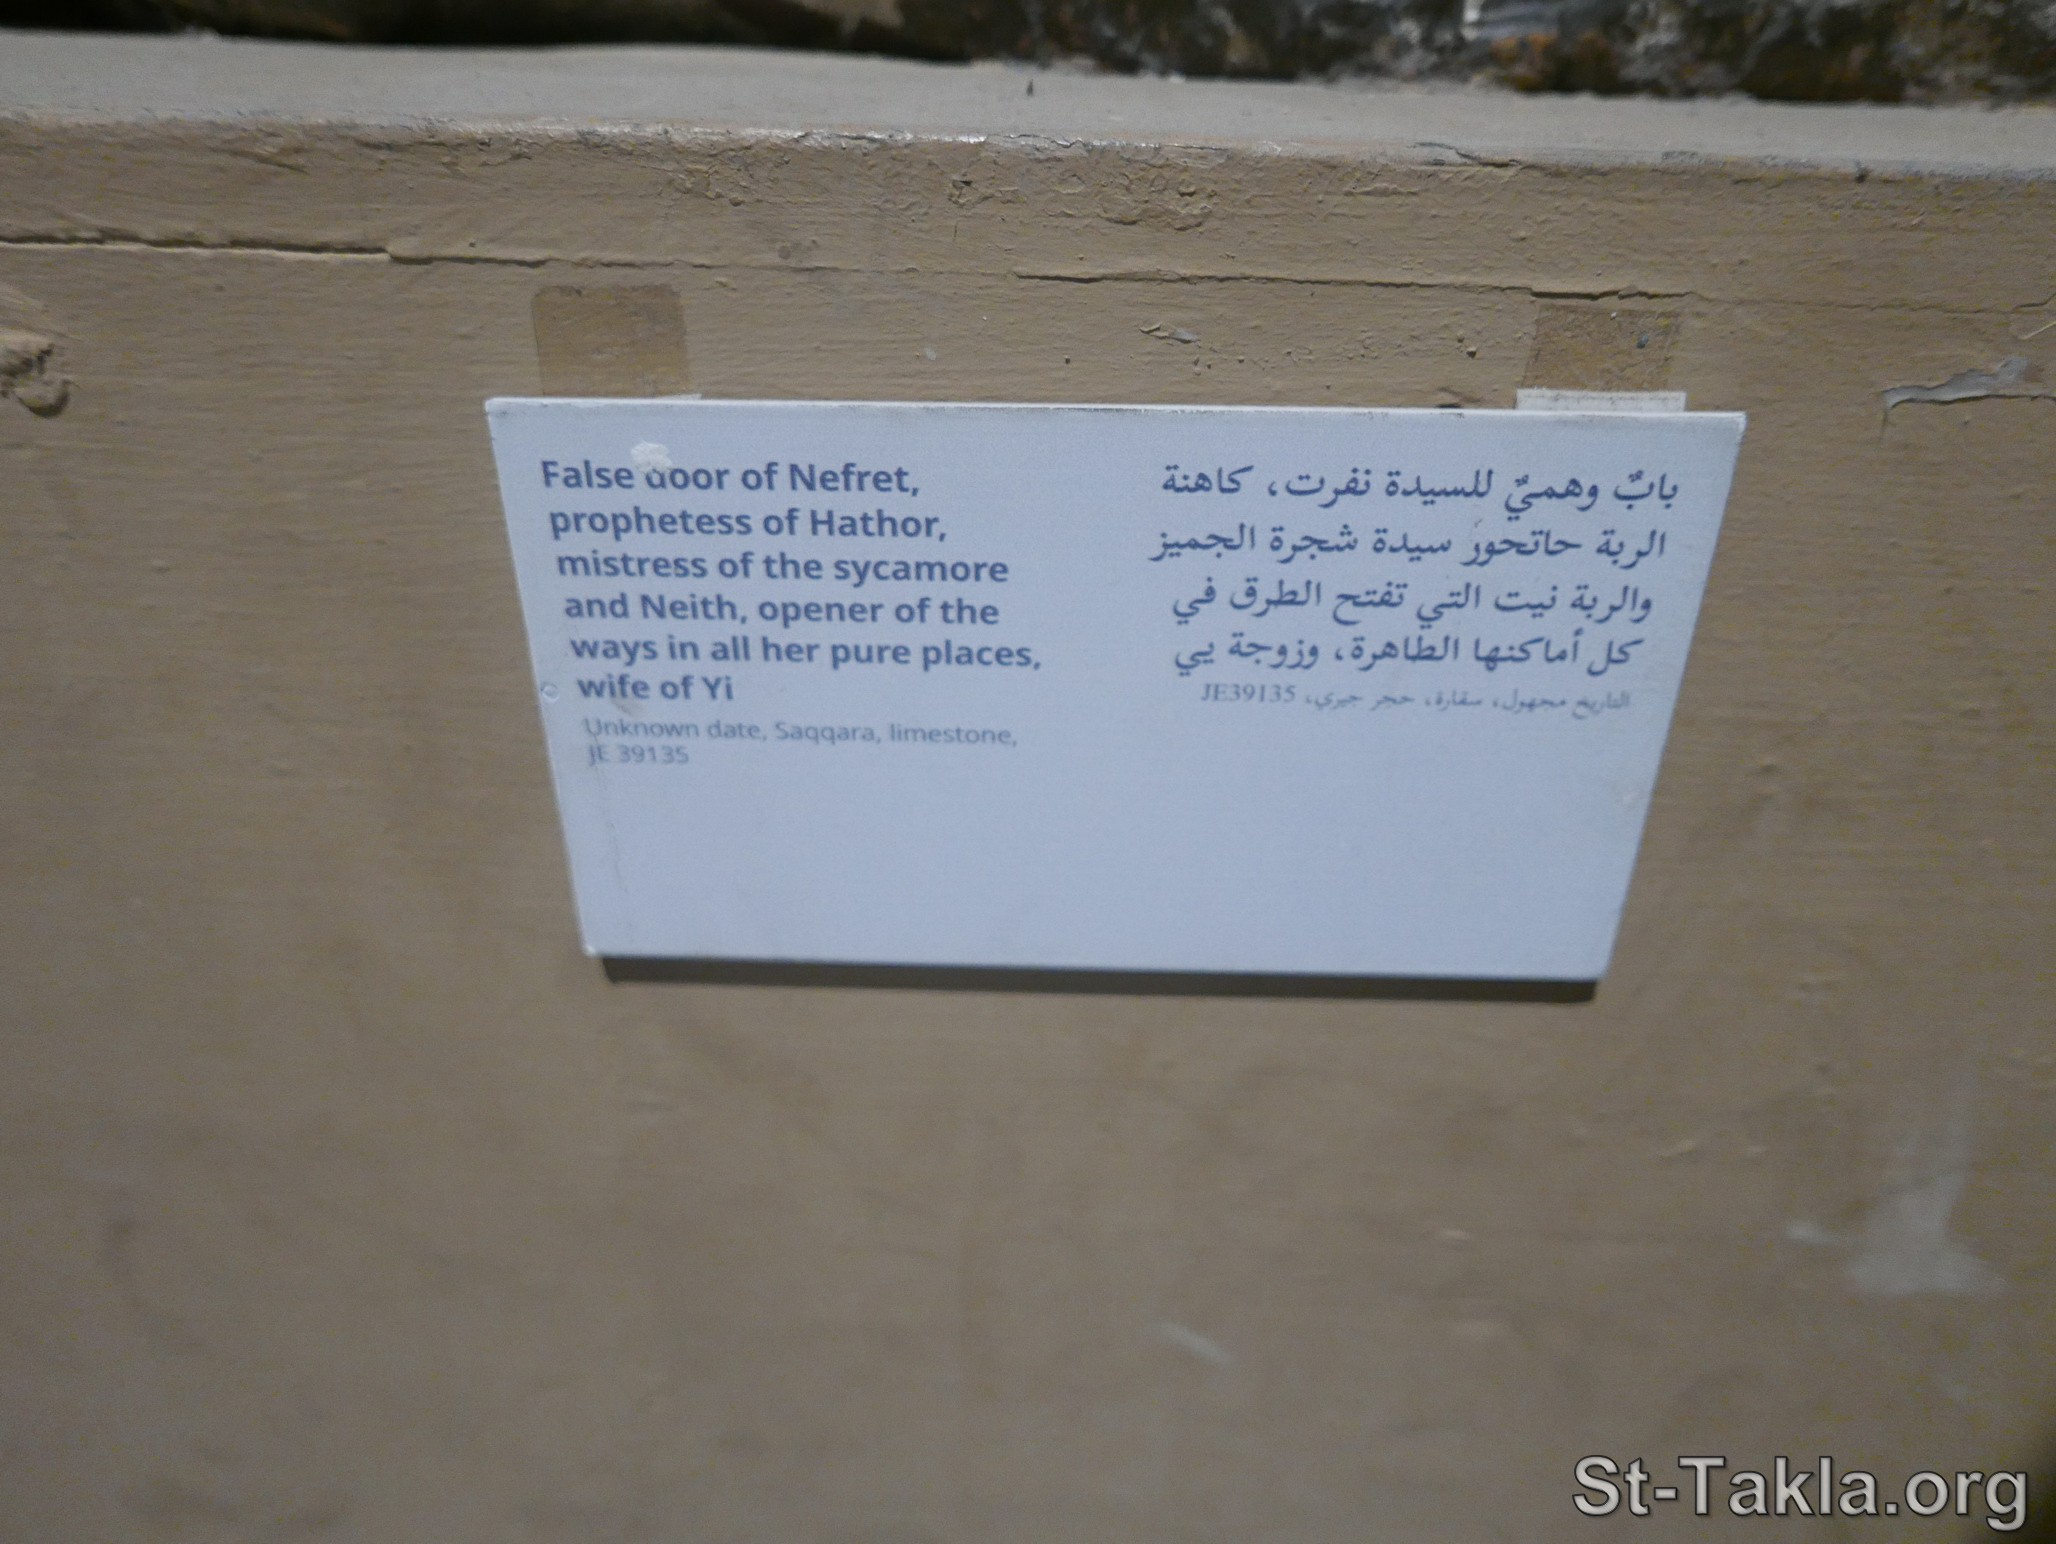 False door of Nefret,
prophetess of Hathor,
mistress of the sycamore
and Neith, opener of the
ways in all her pure places,
wife of Yi
Unknown date, Saqqara, limestone,
JE 39135
بابٌ وهميٌ للسيدة نفرت، كاهنة
الربة حاتحور سيدة شجرة الجميز
والربة نيت التي تفتح الطرق في
كل أماكنها الطاهرة، وزوجة يي
التاريخ مجهول، سقارة، حجر جيري، JE39135
St-Takla.org